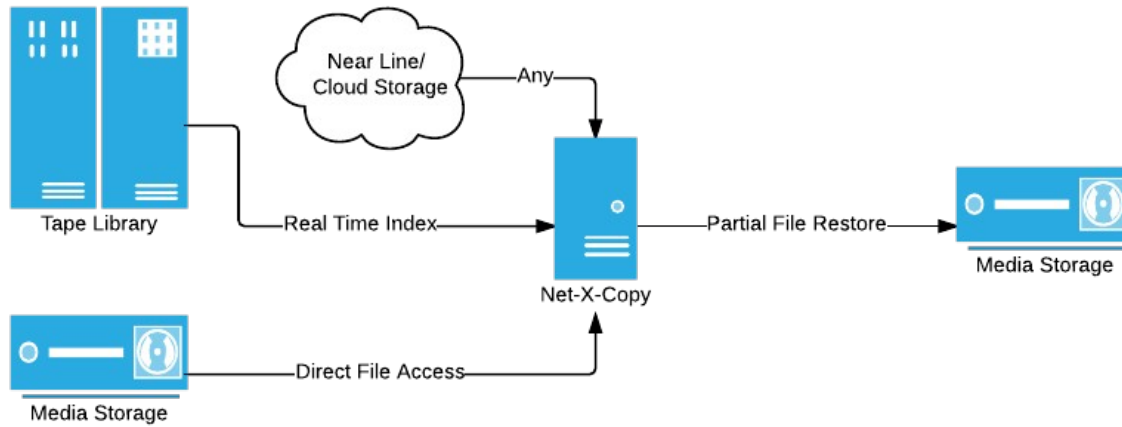 Near Line/
Cloud Storage
Any
Tape Library
Real Time Index
Partial File Restore
Media Storage
Net-X-Copy
Direct File Access
Media Storage